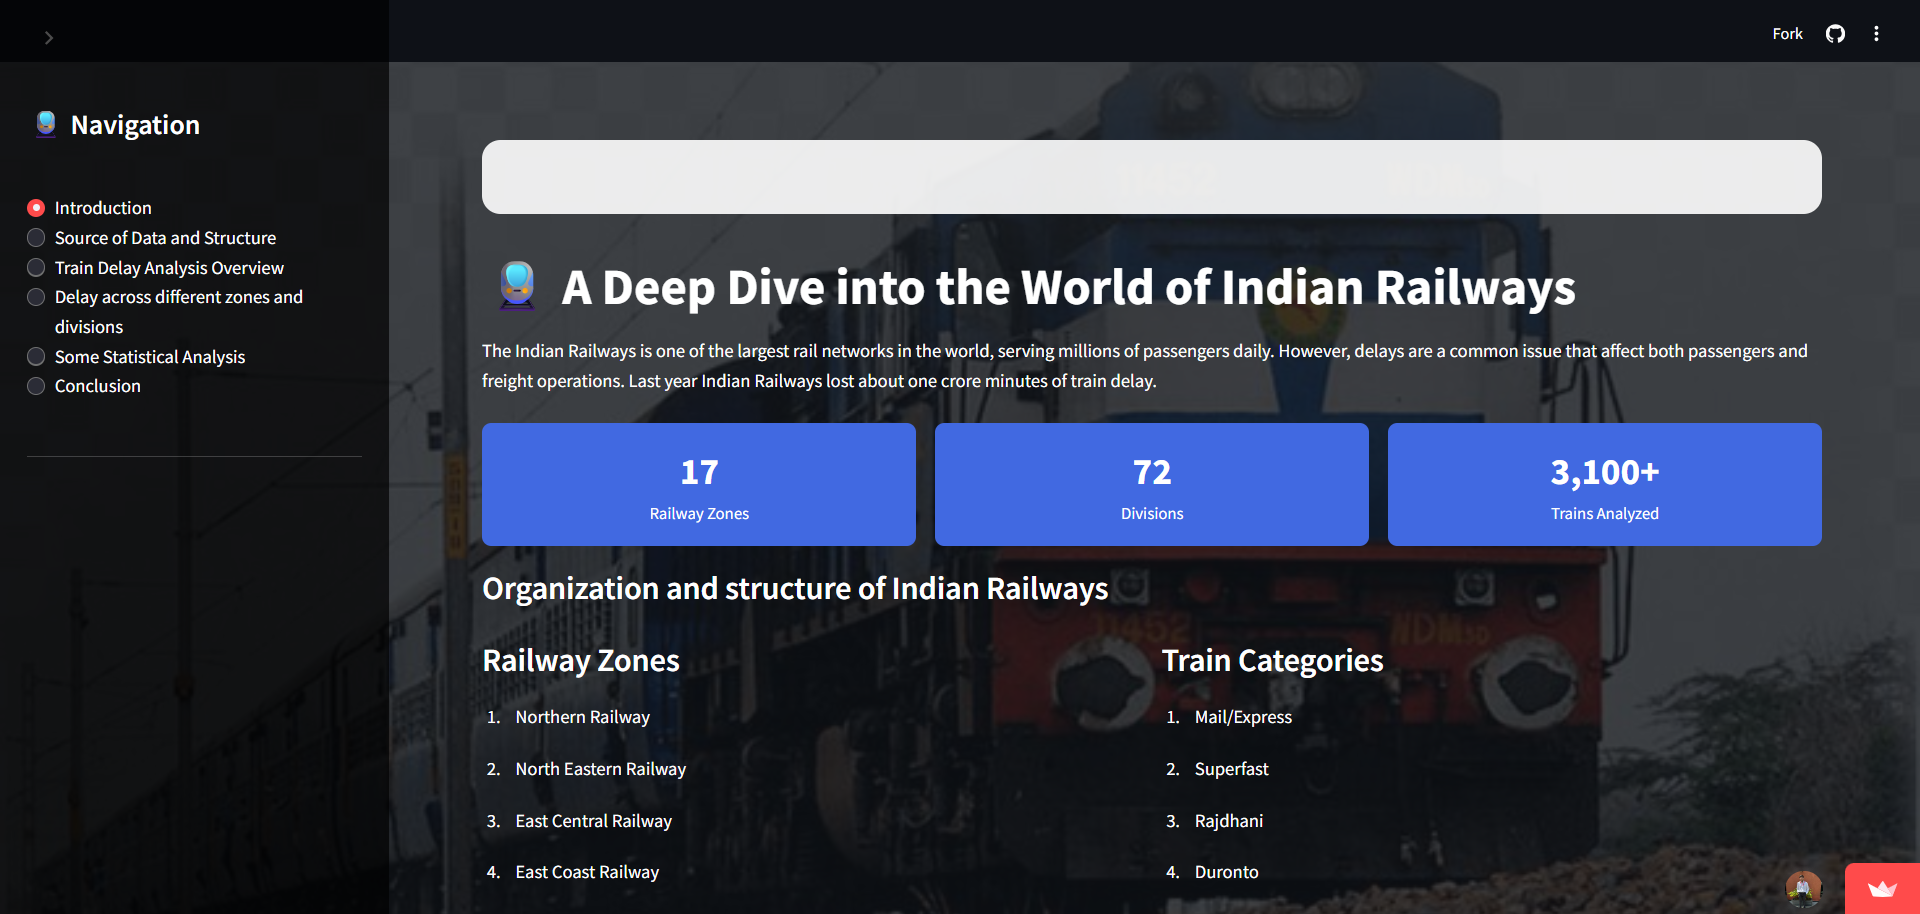 Fork
Navigation
Introduction
Source of Data and Structure
Train Delay Analysis Overview
Delay across different zones and
divisions
Some Statistical Analysis
Conclusion
A Deep Dive into the World of Indian Railways
The Indian Railways is one of the largest rail networks in the world, serving millions of passengers daily. However, delays are a common issue that affect both passengers and
freight operations. Last year Indian Railways lost about one crore minutes of train delay.
17
Railway Zones
72
Divisions
3,100+
Trains Analyzed
Organization and structure of Indian Railways
Railway Zones
1. Northern Railway
2. North Eastern Railway
3. East Central Railway
4. East Coast Railway
Train Categories
1. Mail/Express
2. Superfast
3. Rajdhani
4. Duronto
11452
WDM3D